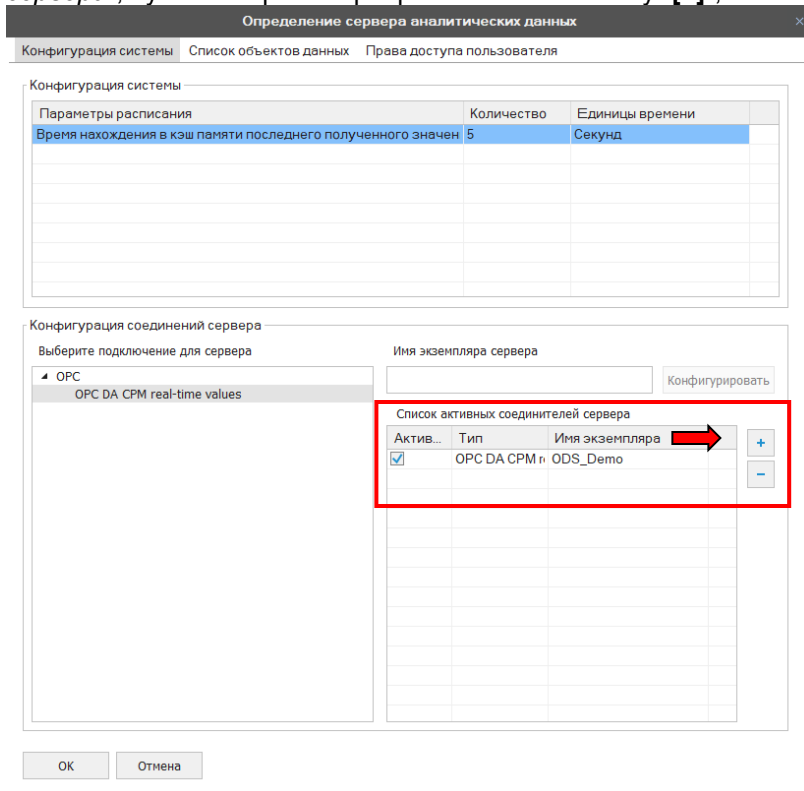 Определение сервера аналитических данных
Конфигурация системы Список объектов данных Права доступа пользователя
Конфигурация системы
Параметры расписания Количество Единицы времени
Время нахождения в кэш памяти последнего полученного значен 5 Секунд
Конфигурация соединений сервера
Выберите подключение для сервера Имя экземпляра сервера
OPC Конфигурировать
OPC DA CPM real-time values
Список активных соединителей сервера
Актив... Тип Имя экземпляра +
OPC DA CPM r ODS_Demo
−
ОК Отмена